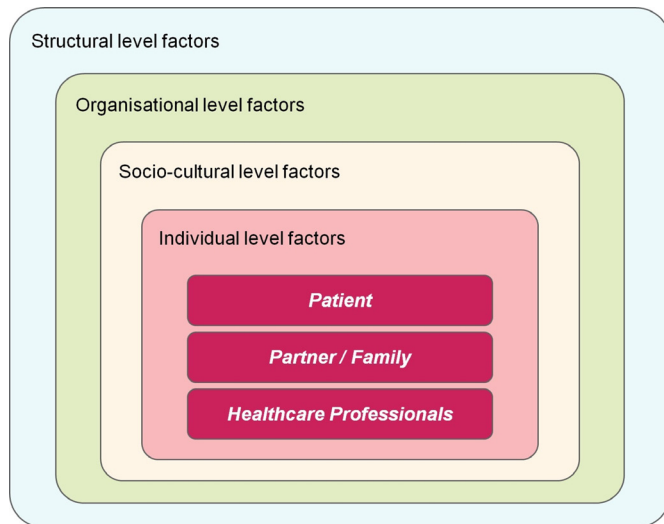 Structural level factors
Organisational level factors
Socio-cultural level factors
Individual level factors
Patient
Partner / Family
Healthcare Professionals